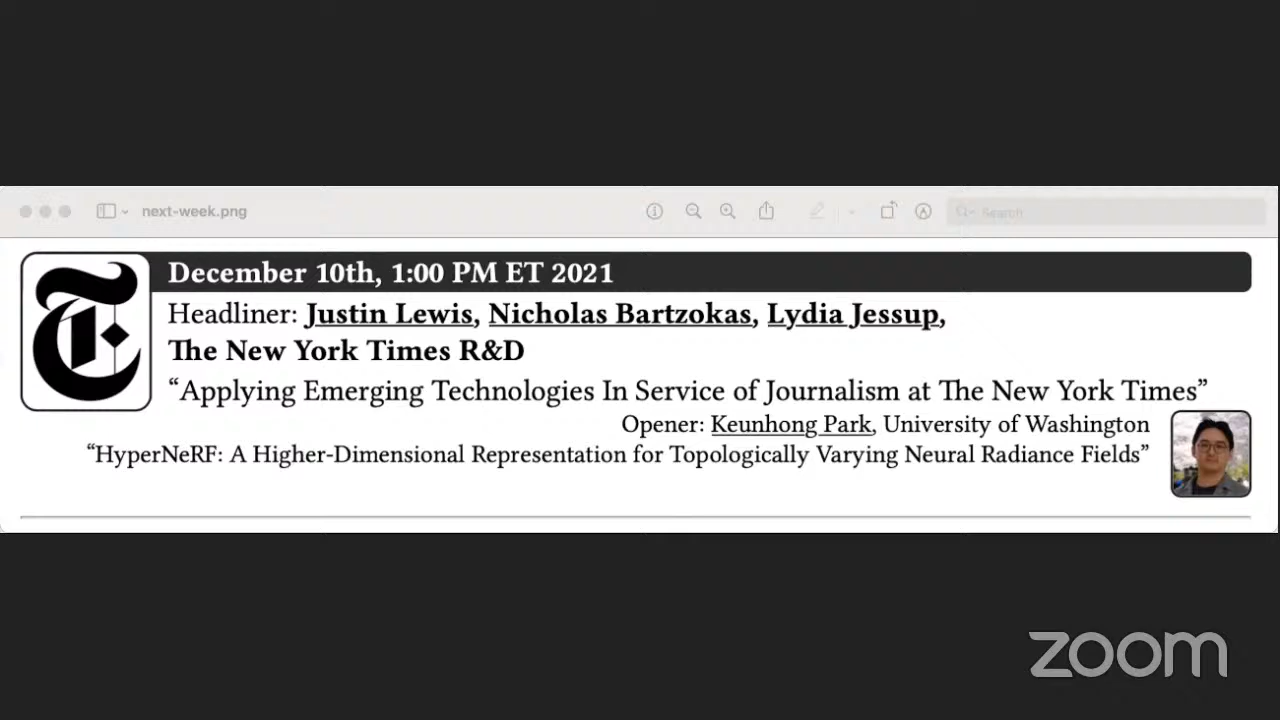 next-week.png
Search
December 10th, 1:00 PM ET 2021
Headliner: Justin Lewis, Nicholas Bartzokas, Lydia Jessup,
The New York Times R&D
“Applying Emerging Technologies In Service of Journalism at The New York Times”
Opener: Keunhong Park, University of Washington
“HyperNeRF: A Higher-Dimensional Representation for Topologically Varying Neural Radiance Fields”
zoom